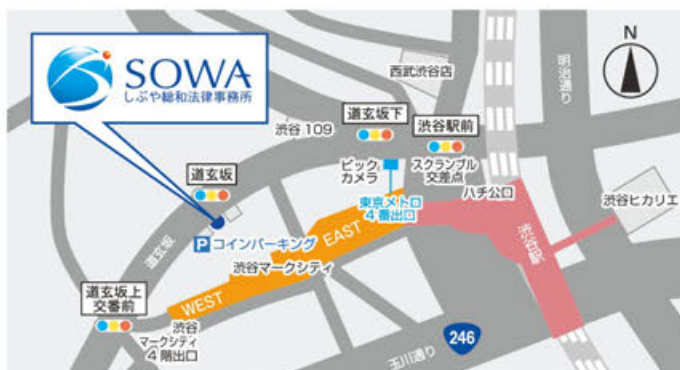 SOWA
しぶや総和法律事務所
西武渋谷店
明治通り
N
道玄坂下
渋谷駅前
渋谷 109
ビック
カメラ
スクランブル
交差点
ハチ公口
東京メトロ
4番出口
渋谷ヒカリエ
道玄坂
P コインパーキング
EAST
渋谷駅
道玄坂
渋谷マークシティ
WEST
道玄坂上
交番前
渋谷
マークシティ
4階出口
246
玉川通り